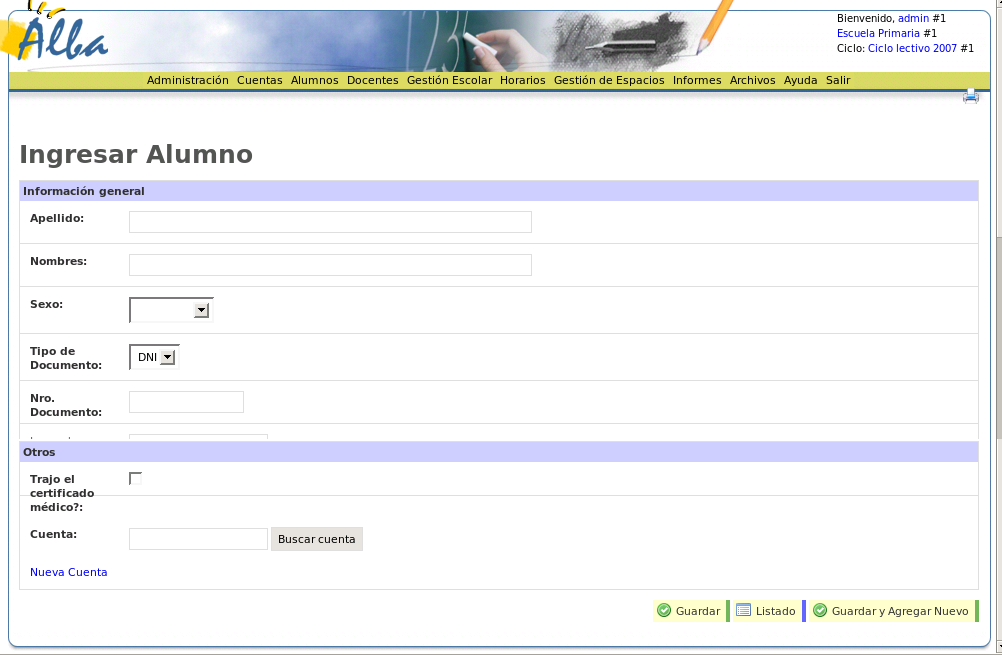 Alba
Bienvenido, admin #1
Escuela Primaria #1
Ciclo: Ciclo lectivo 2007 #1
Administración Cuentas Alumnos Docentes Gestión Escolar Horarios Gestión de Espacios Informes Archivos Ayuda Salir
Ingresar Alumno
Información general
Apellido:
Nombres:
Sexo:
Tipo de
Documento:
DNI
Nro.
Documento:
Otros
Trajo el
certificado
médico?:
Cuenta:
Buscar cuenta
Nueva Cuenta
Guardar Listado Guardar y Agregar Nuevo